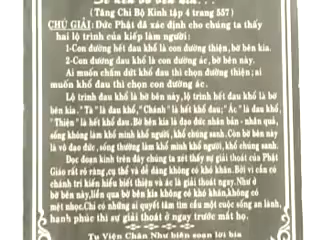 (Tăng Chi Bộ Kinh tập 4 trang 557)
CHÚ GIẢI: Đức Phật đã xác định cho chúng ta thấy
hai lộ trình của kiếp làm người:
1-Con đường hết đau khổ là con đường thiện, bờ bên kia.
2-Con đường đau khổ là con đường ác, bờ bên này.
Ai muốn chấm dứt khổ đau thì chọn đường thiện; ai
muốn khổ đau thì chọn con đường ác.
Lộ trình đau khổ là bờ bên này, lộ trình hết đau khổ là bờ
bên kia." Tà " là đau khổ, "Chánh" là hết khổ đau; " Ác " là đau khổ
"Thiện" là hết khổ đau. Bờ bên kia là đạo đức nhân bản - nhân quả,
sống không làm khổ mình khổ người, khổ chúng sanh. Còn bờ bên này
là vô đạo đức, sống thường làm khổ mình khổ người, khổ chúng sanh.
Đọc đoạn kinh trên đây chúng ta xét thấy sự giải thoát của Phật
Giáo rất rõ ràng, cụ thể và dễ dàng không có khó khăn. Bởi vì cần có
chánh tri kiến hiểu biết thiện và ác là giải thoát ngay. Như ở
bờ bên này, liền qua bờ bên kia không có khó khăn, không có
mệt nhọc. Chỉ có những ai quyết tâm tìm cầu một cuộc sống an lành,
hạnh phúc thì sự giải thoát ở ngay trước mắt họ.
Tu Viện Chân Như biên soạn lời bia